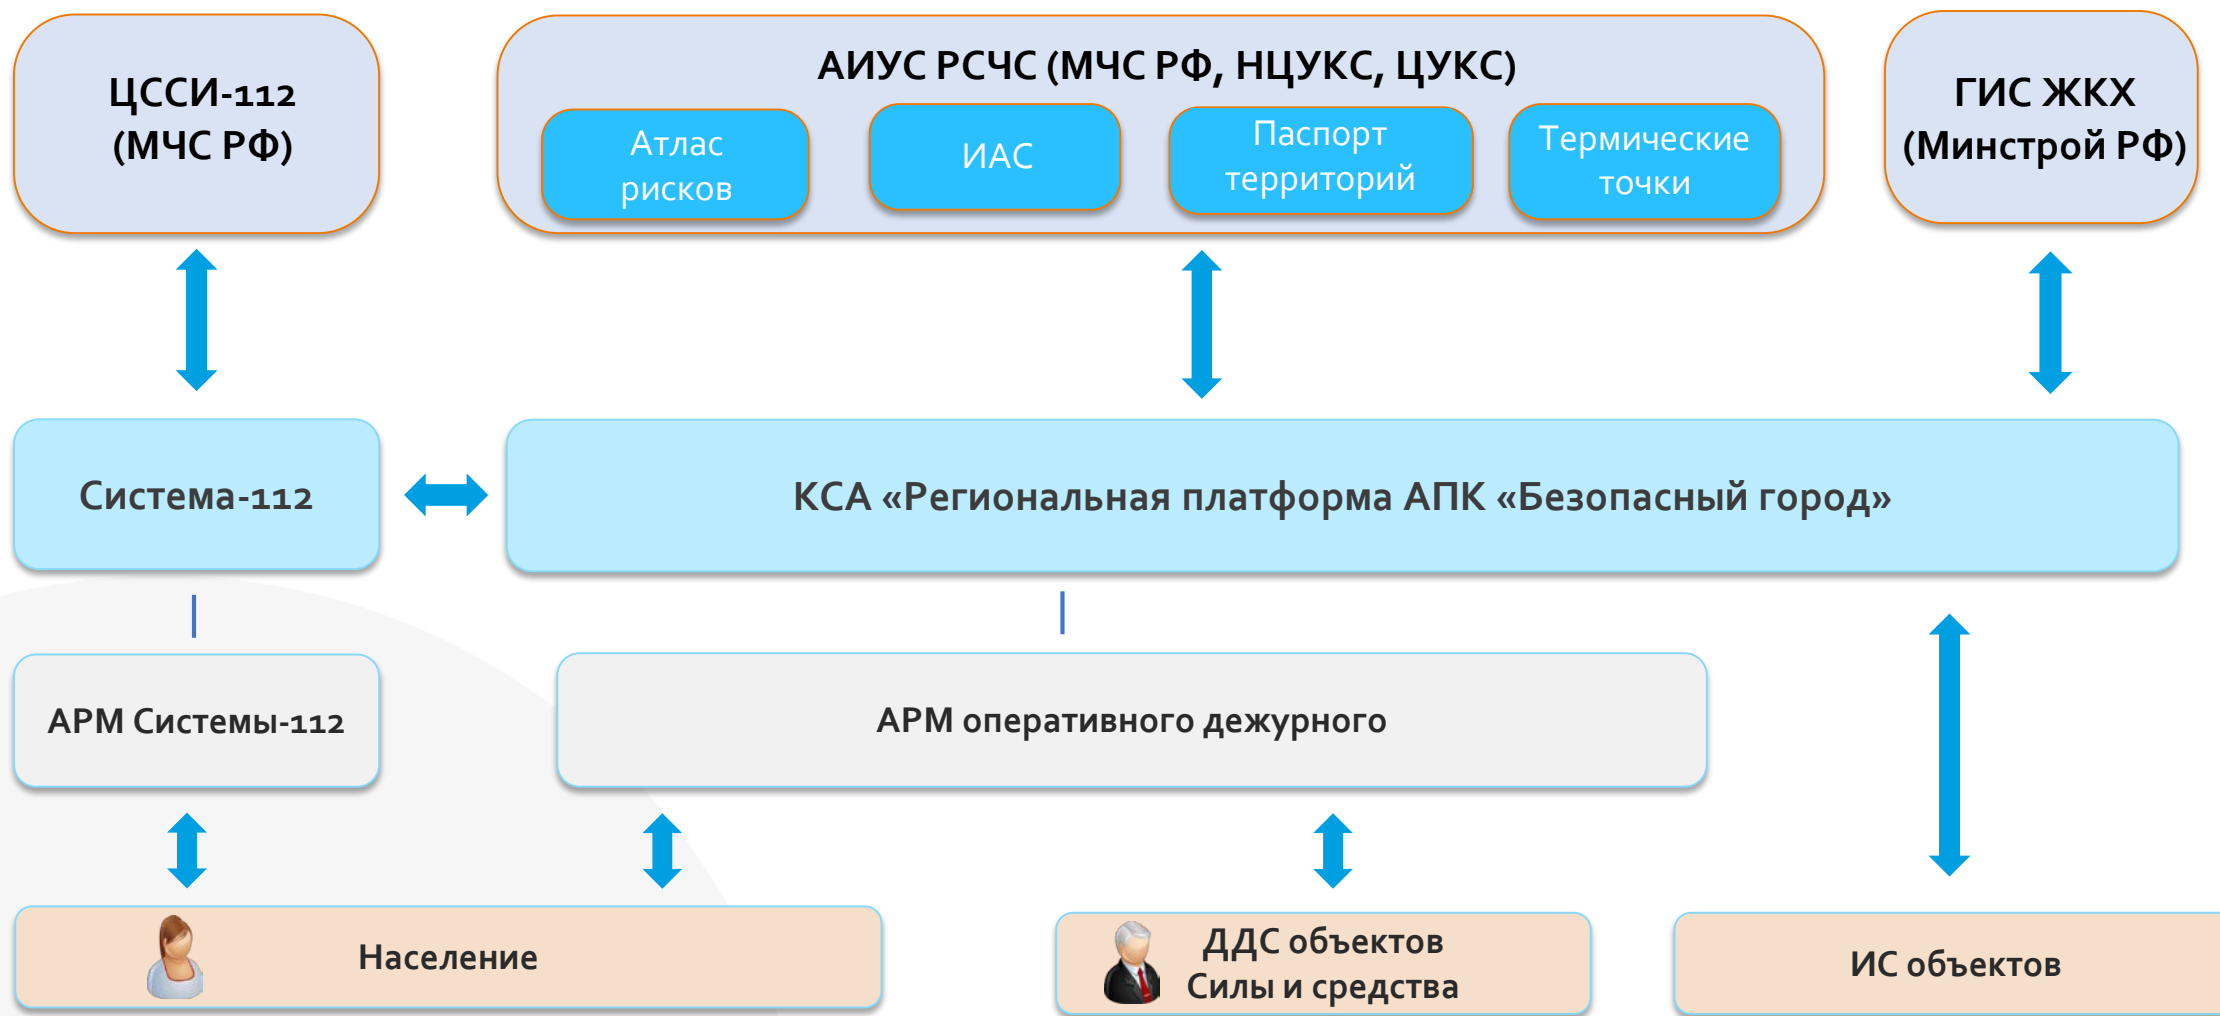 ЦССИ-112
(МЧС РФ)
АИУС РСЧС (МЧС РФ, НЦУКС, ЦУКС)
Атлас
рисков
ИАС
Паспорт
территорий
Термические
точки
ГИС ЖКХ
(Минстрой РФ)
Система-112
КСА «Региональная платформа АПК «Безопасный город»
АРМ Системы-112
АРМ оперативного дежурного
Население
ДДС объектов
Силы и средства
ИС объектов